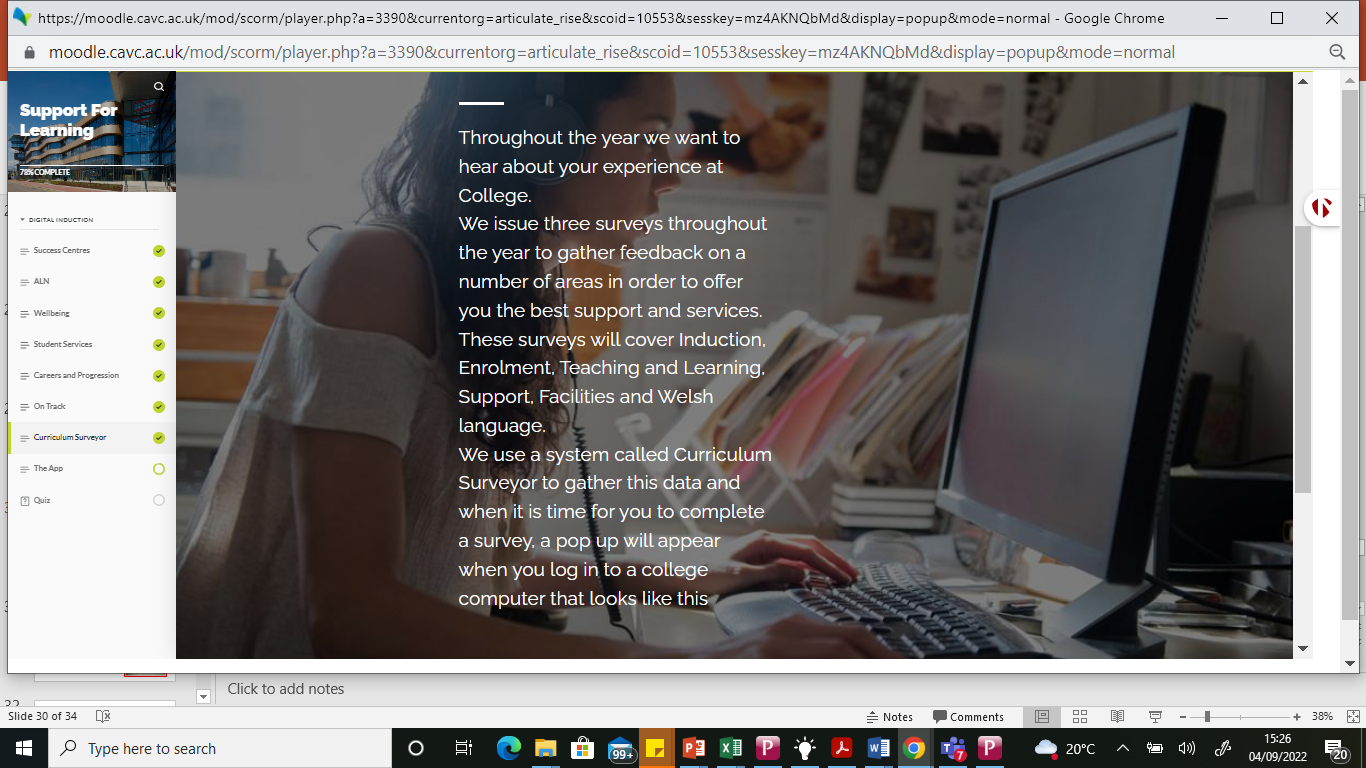 https://moodle.cavc.ac.uk/mod/scorm/player.php?a=3390&currentorg=articulate_rise&scoid=10553&sesskey=mz4AKNQbMd&display=popup&mode=normal - Google Chrome
moodle.cavc.ac.uk/mod/scorm/player.php?a=3390&currentorg=articulate_rise&scoid=10553&sesskey=mz4AKNQbMd&display=popup&mode=normal
Support For
Learning
78% COMPLETE
DIGITAL INDUCTION
Success Centres
ALN
Wellbeing
Student Services
Careers and Progression
On Track
Curriculum Surveyor
The App
Quiz
Throughout the year we want to
hear about your experience at
College.
We issue three surveys throughout
the year to gather feedback on a
number of areas in order to offer
you the best support and services.
These surveys will cover Induction,
Enrolment, Teaching and Learning,
Support, Facilities and Welsh
language.
We use a system called Curriculum
Surveyor to gather this data and
when it is time for you to complete
a survey, a pop up will appear
when you log in to a college
computer that looks like this
Click to add notes
Slide 30 of 34
Notes
Comments
38%
Type here to search
99+
7
20°C
15:26
04/09/2022
20